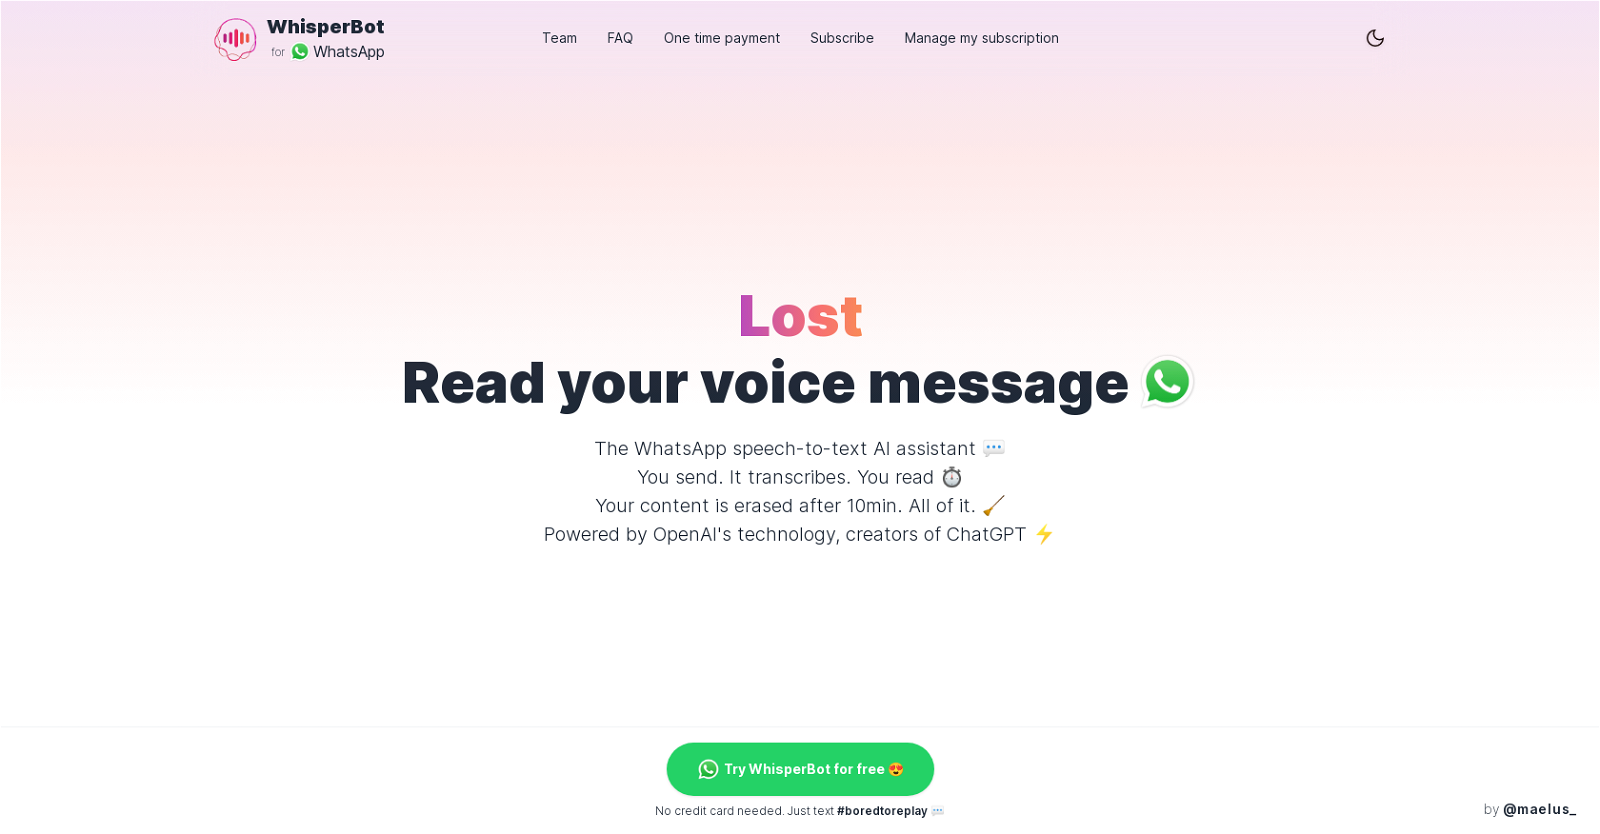 WhisperBot
for WhatsApp
Team FAQ One time payment Subscribe Manage my subscription
Lost
Read your voice message
The WhatsApp speech-to-text AI assistant 💬
You send. It transcribes. You read ⏱️
Your content is erased after 10min. All of it. 🧹
Powered by OpenAI's technology, creators of ChatGPT ⚡
Try WhisperBot for free 😍
No credit card needed. Just text #boredtoreplay 💬
by @maelus_